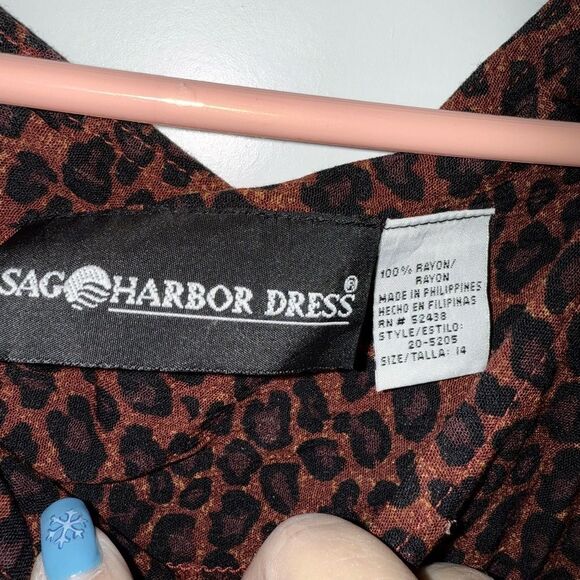 SAG HARBOR DRESS®
100% RAYON/
RAYON
MADE IN PHILIPPINES
HECHO EN FILIPINAS
RN# 52438
STYLE/ESTILO:
20-5205
SIZE/TALLA: 14